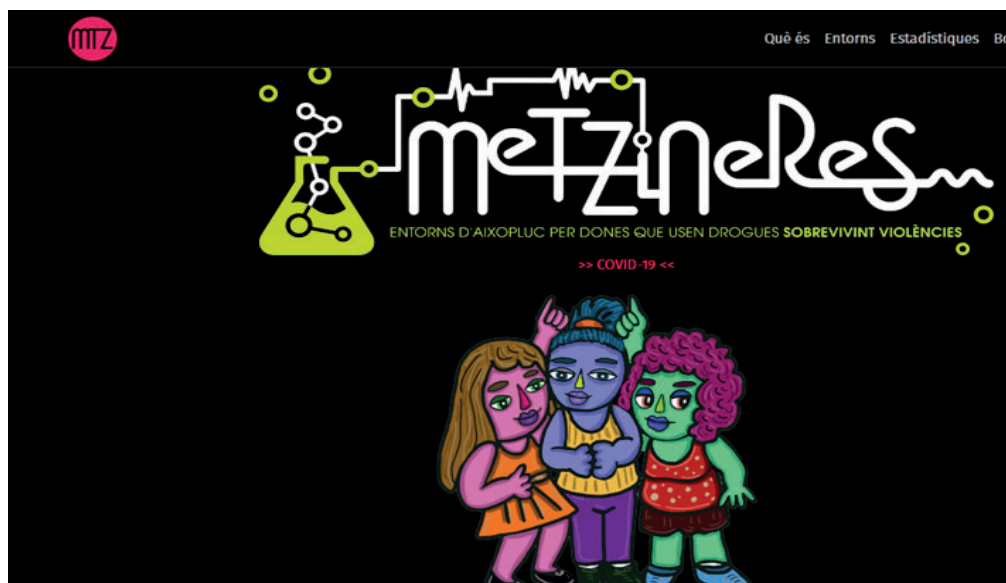 MTZ
Què és Entorns Estadístiques
METZINERES
ENTORNS D'AIXOPLUC PER DONES QUE USEN DROGUES SOBREVIVINT VIOLÈNCIES
>> COVID-19 <<